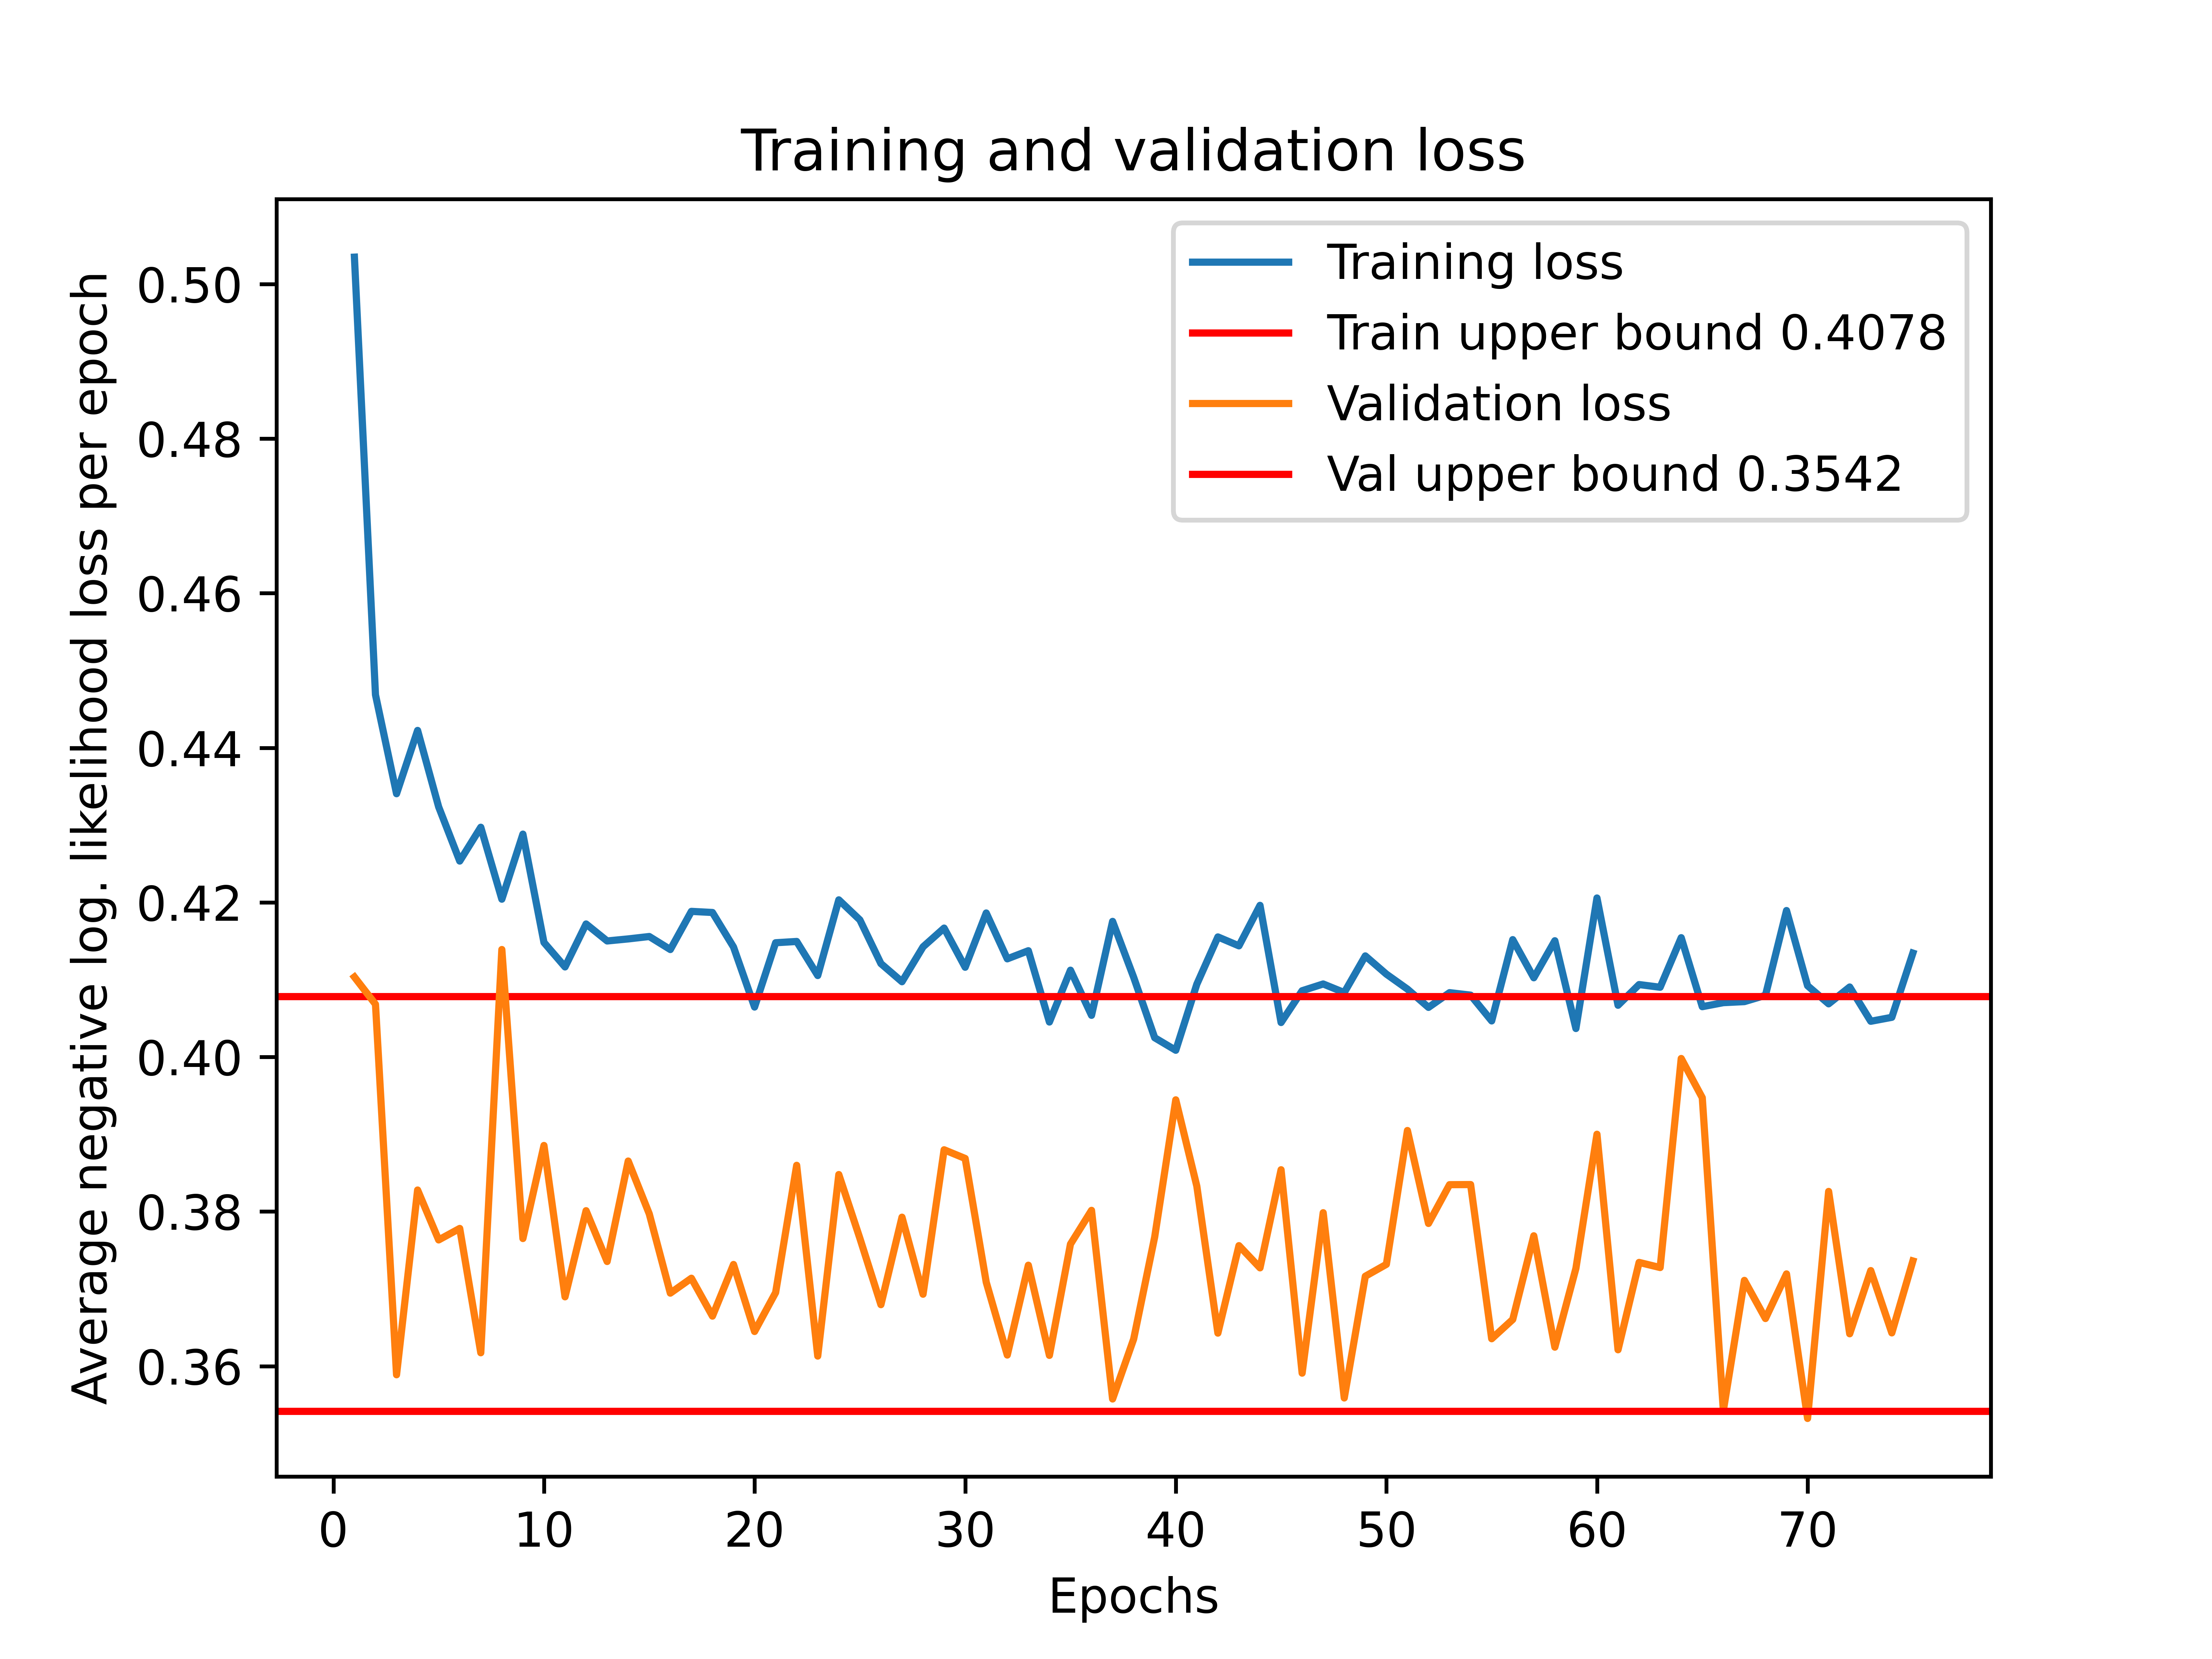 Training and validation loss
Average negative log. likelihood loss per epoch
0.50
0.48
0.46
0.44
0.42
0.40
0.38
0.36
Training loss
Train upper bound 0.4078
Validation loss
Val upper bound 0.3542
0 10 20 30 40 50 60 70
Epochs